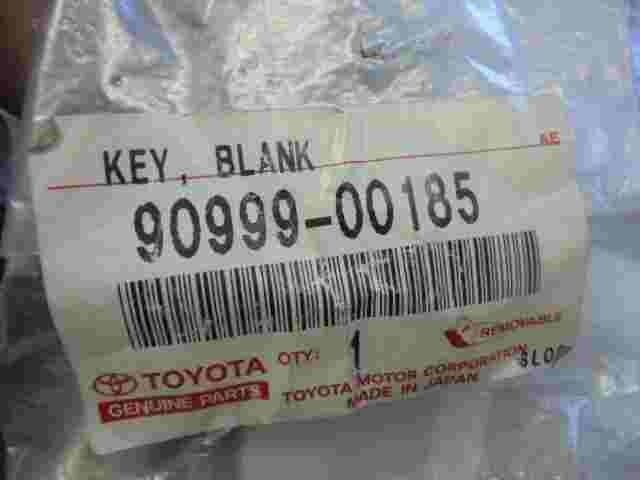 KEY, BLANK
AE
90999-00185
REMOVABLE
TOYOTA QTY: 1
GENUINE PARTS
TOYOTA MOTOR CORPORATION
MADE IN JAPAN